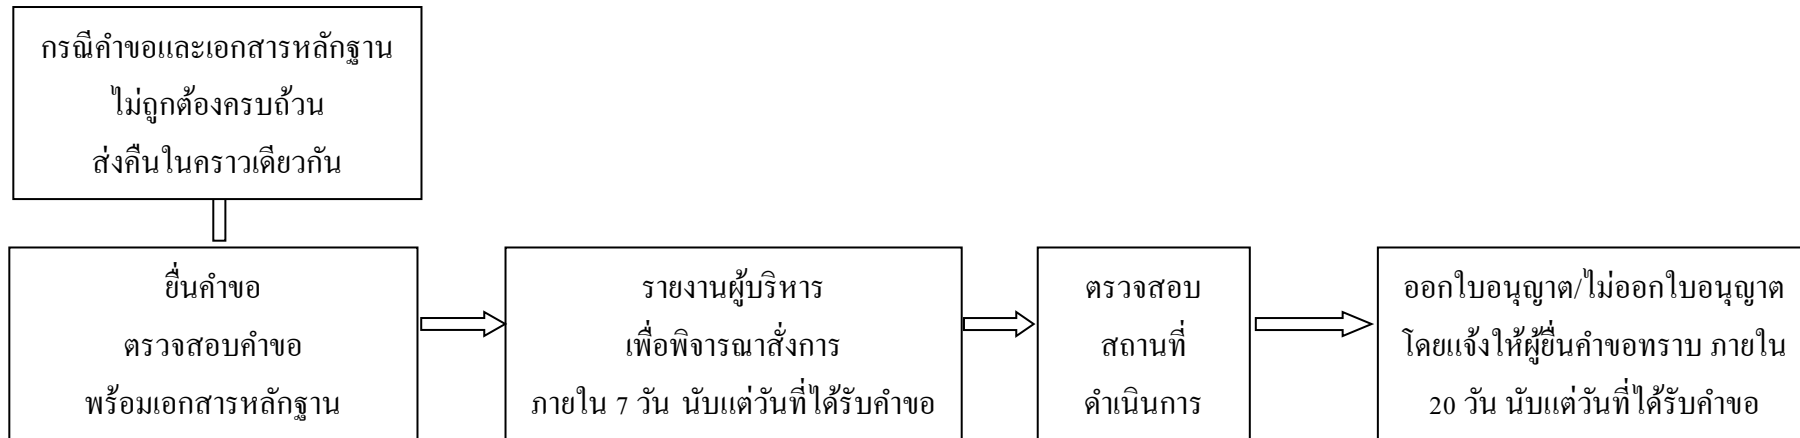 กรณีคำขอและเอกสารหลักฐาน
ไม่ถูกต้องครบถ้วน
ส่งคืนในคราวเดียวกัน
ยื่นคำขอ
ตรวจสอบคำขอ
พร้อมเอกสารหลักฐาน
รายงานผู้บริหาร
เพื่อพิจารณาสั่งการ
ภายใน 7 วัน นับแต่วันที่ได้รับคำขอ
ตรวจสอบ
สถานที่
ดำเนินการ
ออกใบอนุญาต/ไม่ออกใบอนุญาต
โดยแจ้งให้ผู้ยื่นคำขอทราบ ภายใน
20 วัน นับแต่วันที่ได้รับคำขอ